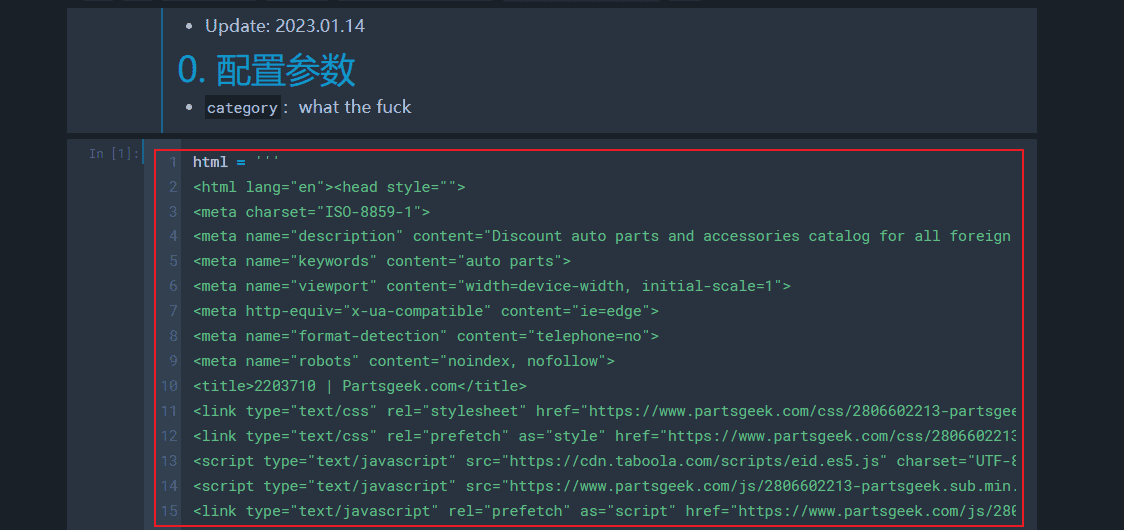 Update: 2023.01.14
0. 配置参数
category： what the fuck
In [1]:
1 html = '''
2 <html lang="en"><head style="">
3 <meta charset="ISO-8859-1">
4 <meta name="description" content="Discount auto parts and accessories catalog for all foreign
5 <meta name="keywords" content="auto parts">
6 <meta name="viewport" content="width=device-width, initial-scale=1">
7 <meta http-equiv="x-ua-compatible" content="ie=edge">
8 <meta name="format-detection" content="telephone=no">
9 <meta name="robots" content="noindex, nofollow">
10 <title>2203710 | Partsgeek.com</title>
11 <link type="text/css" rel="stylesheet" href="https://www.partsgeek.com/css/2806602213-partsgee
12 <link type="text/css" rel="prefetch" as="style" href="https://www.partsgeek.com/css/2806602213
13 <script type="text/javascript" src="https://cdn.taboola.com/scripts/eid.es5.js" charset="UTF-8
14 <script type="text/javascript" src="https://www.partsgeek.com/js/2806602213-partsgeek.sub.min.
15 <link type="text/javascript" rel="prefetch" as="script" href="https://www.partsgeek.com/js/280